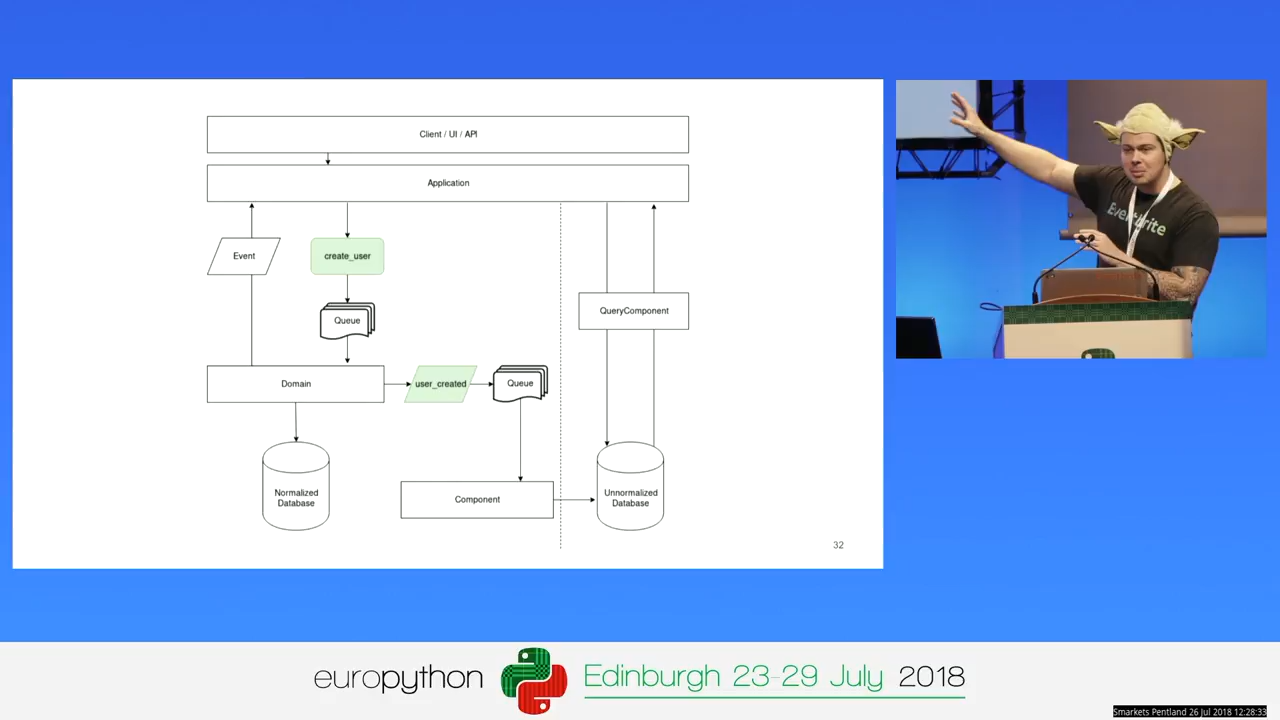 Client / UI / API
Application
Event
create_user
QueryComponent
Queue
Domain
user_created
Queue
Normalized
Database
Component
Unnormalized
Database
32
Eventbrite
europython
Edinburgh 23-29 July 2018
Smarkets Pentland 26 Jul 2018 12:28:33